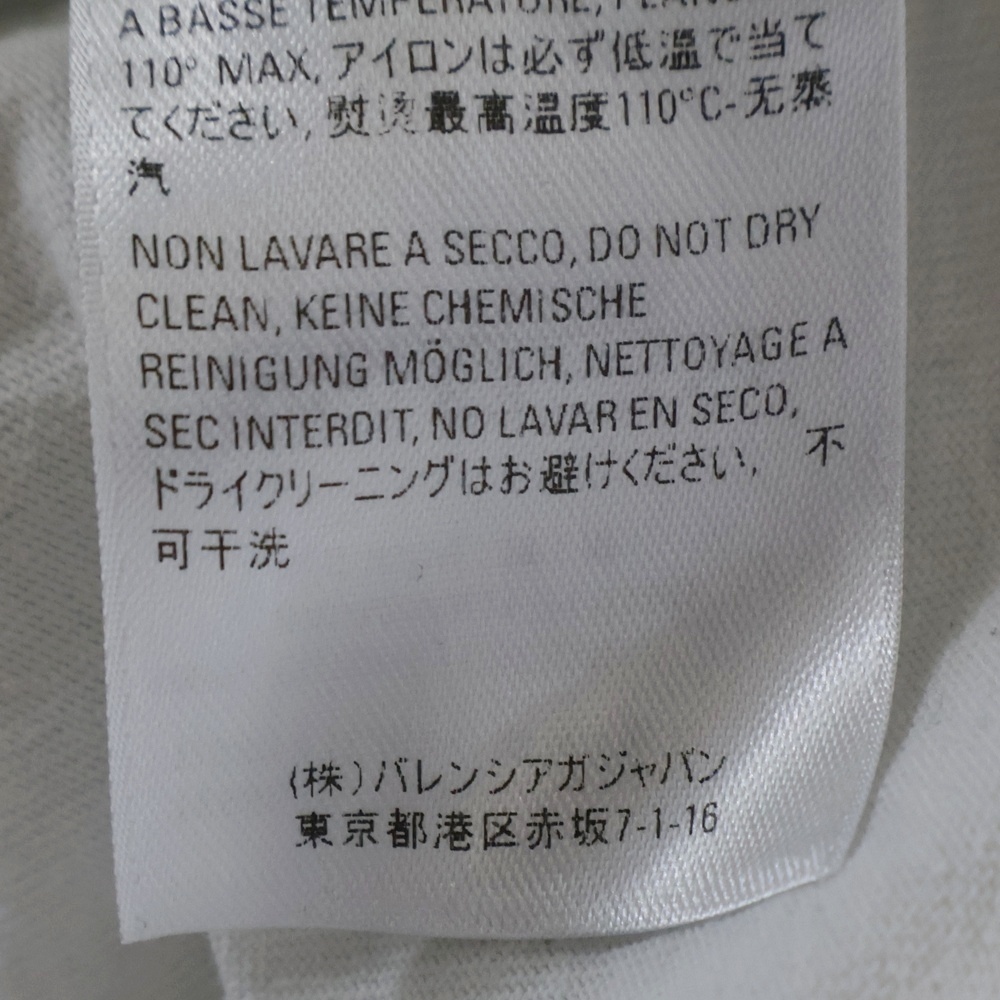 A BASSE TEMPERATURE,
110° MAX, アイロンは必ず低温で当て
てください, 熨烫最高温度110°C-无蒸
汽
NON LAVARE A SECCO, DO NOT DRY
CLEAN, KEINE CHEMISCHE
REINIGUNG MÖGLICH, NETTOYAGE A
SEC INTERDIT, NO LAVAR EN SECO,
ドライクリーニングはお避けください, 不
可干洗
(株)バレンシアガジャパン
東京都港区赤坂7-1-16